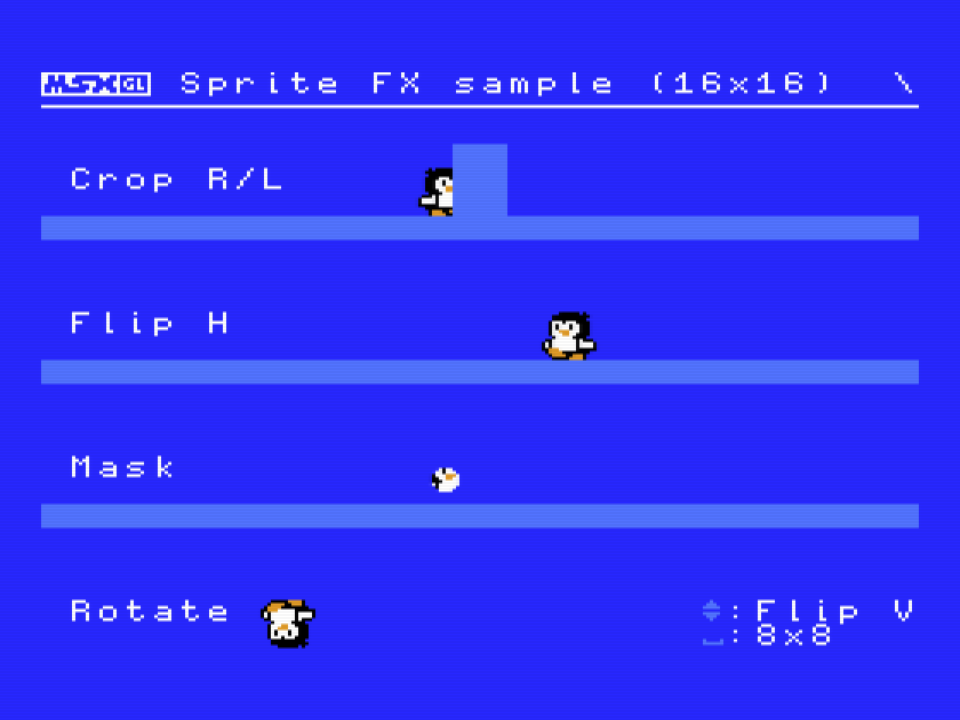 MSXGL Sprite FX sample (16x16) \
Crop R/L
Flip H
Mask
Rotate
: Flip V
: 8x8